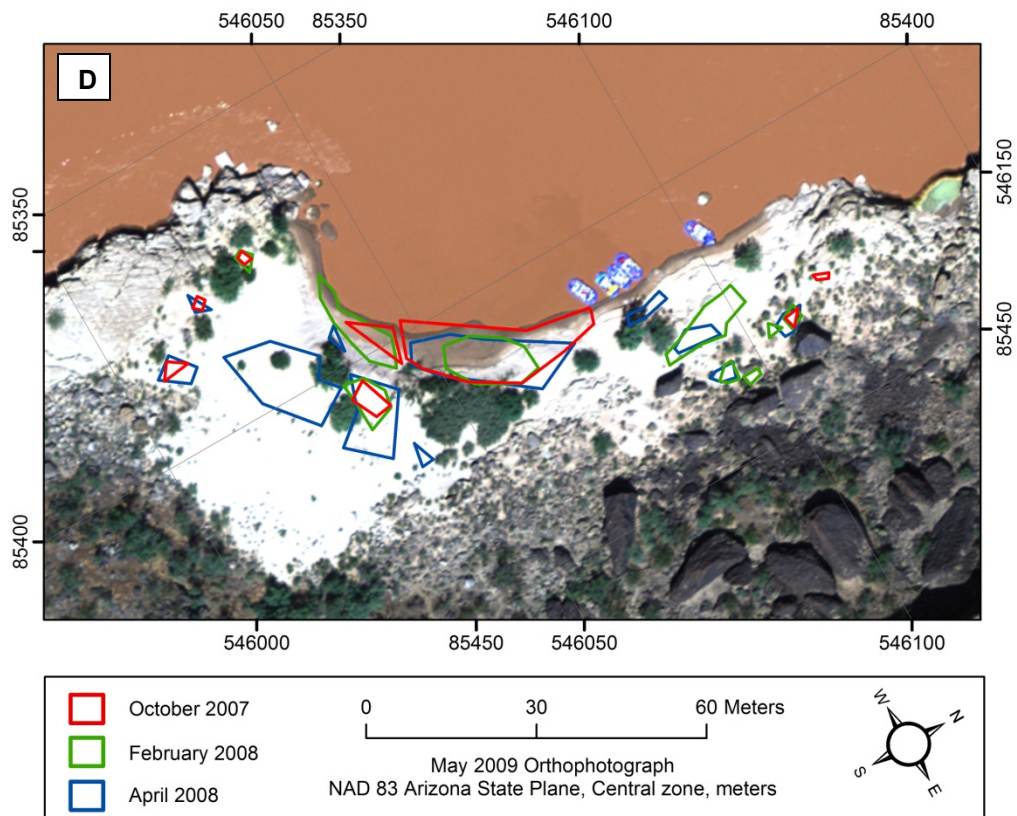 546050 85350 546100 85400
D
85350
546150
85450
85400
546000 85450 546050 546100
October 2007
February 2008
April 2008
0 30 60 Meters
May 2009 Orthophotograph
NAD 83 Arizona State Plane, Central zone, meters
W N
S E